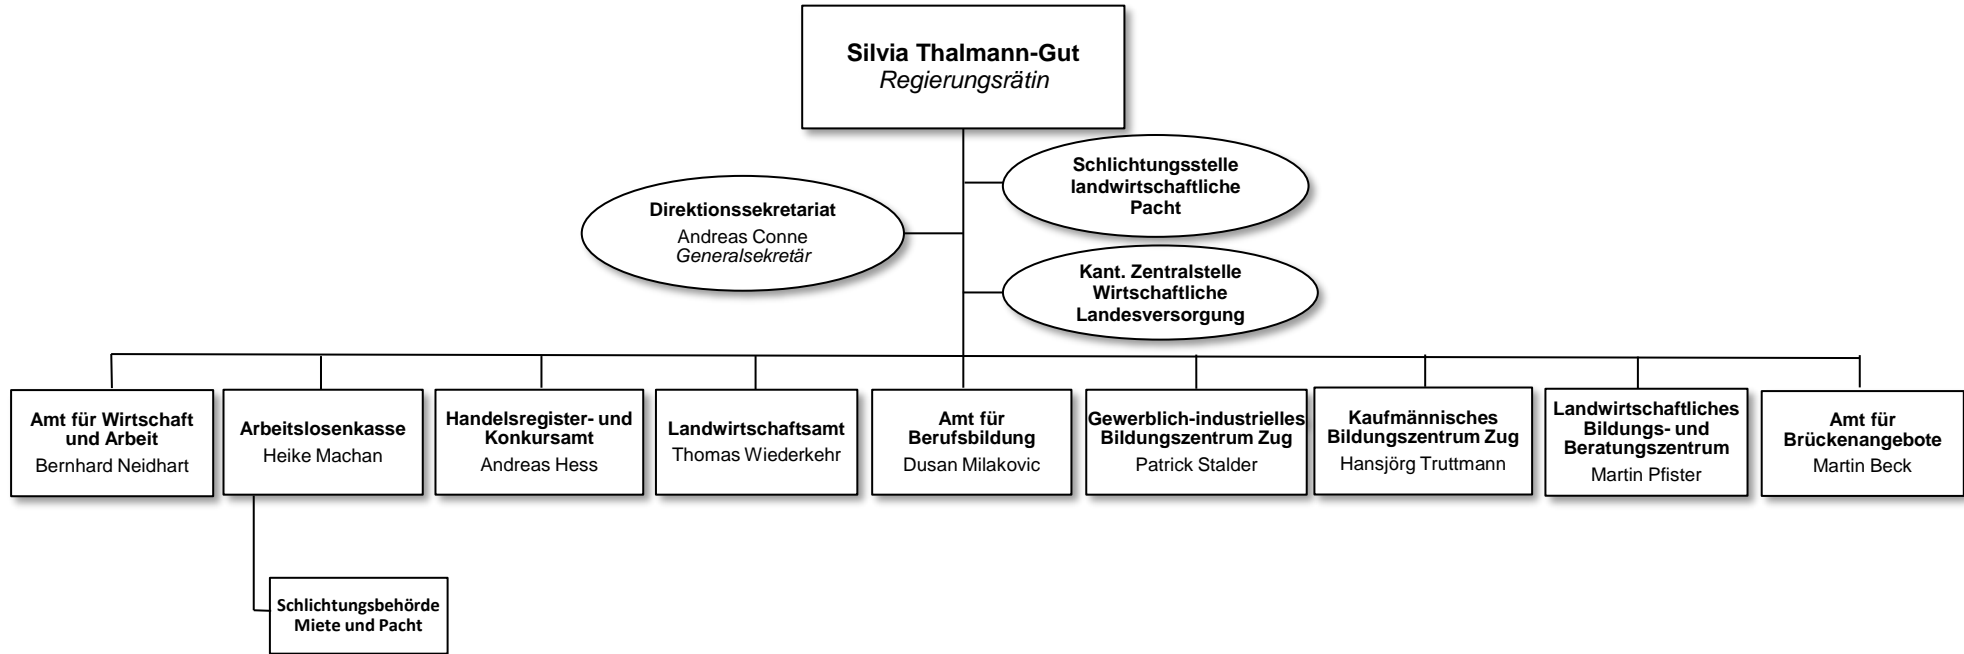 Silvia Thalmann-Gut
Regierungsrätin
Schlichtungsstelle
landwirtschaftliche
Pacht
Direktionssekretariat
Andreas Conne
Generalsekretär
Kant. Zentralstelle
Wirtschaftliche
Landesversorgung
Amt für Wirtschaft
und Arbeit
Bernhard Neidhart
Arbeitslosenkasse
Heike Machan
Handelsregister- und
Konkursamt
Andreas Hess
Landwirtschaftsamt
Thomas Wiederkehr
Amt für
Berufsbildung
Dusan Milakovic
Gewerblich-industrielles
Bildungszentrum Zug
Patrick Stalder
Kaufmännisches
Bildungszentrum Zug
Hansjörg Truttmann
Landwirtschaftliches
Bildungs- und
Beratungszentrum
Martin Pfister
Amt für
Brückenangebote
Martin Beck
Schlichtungsbehörde
Miete und Pacht